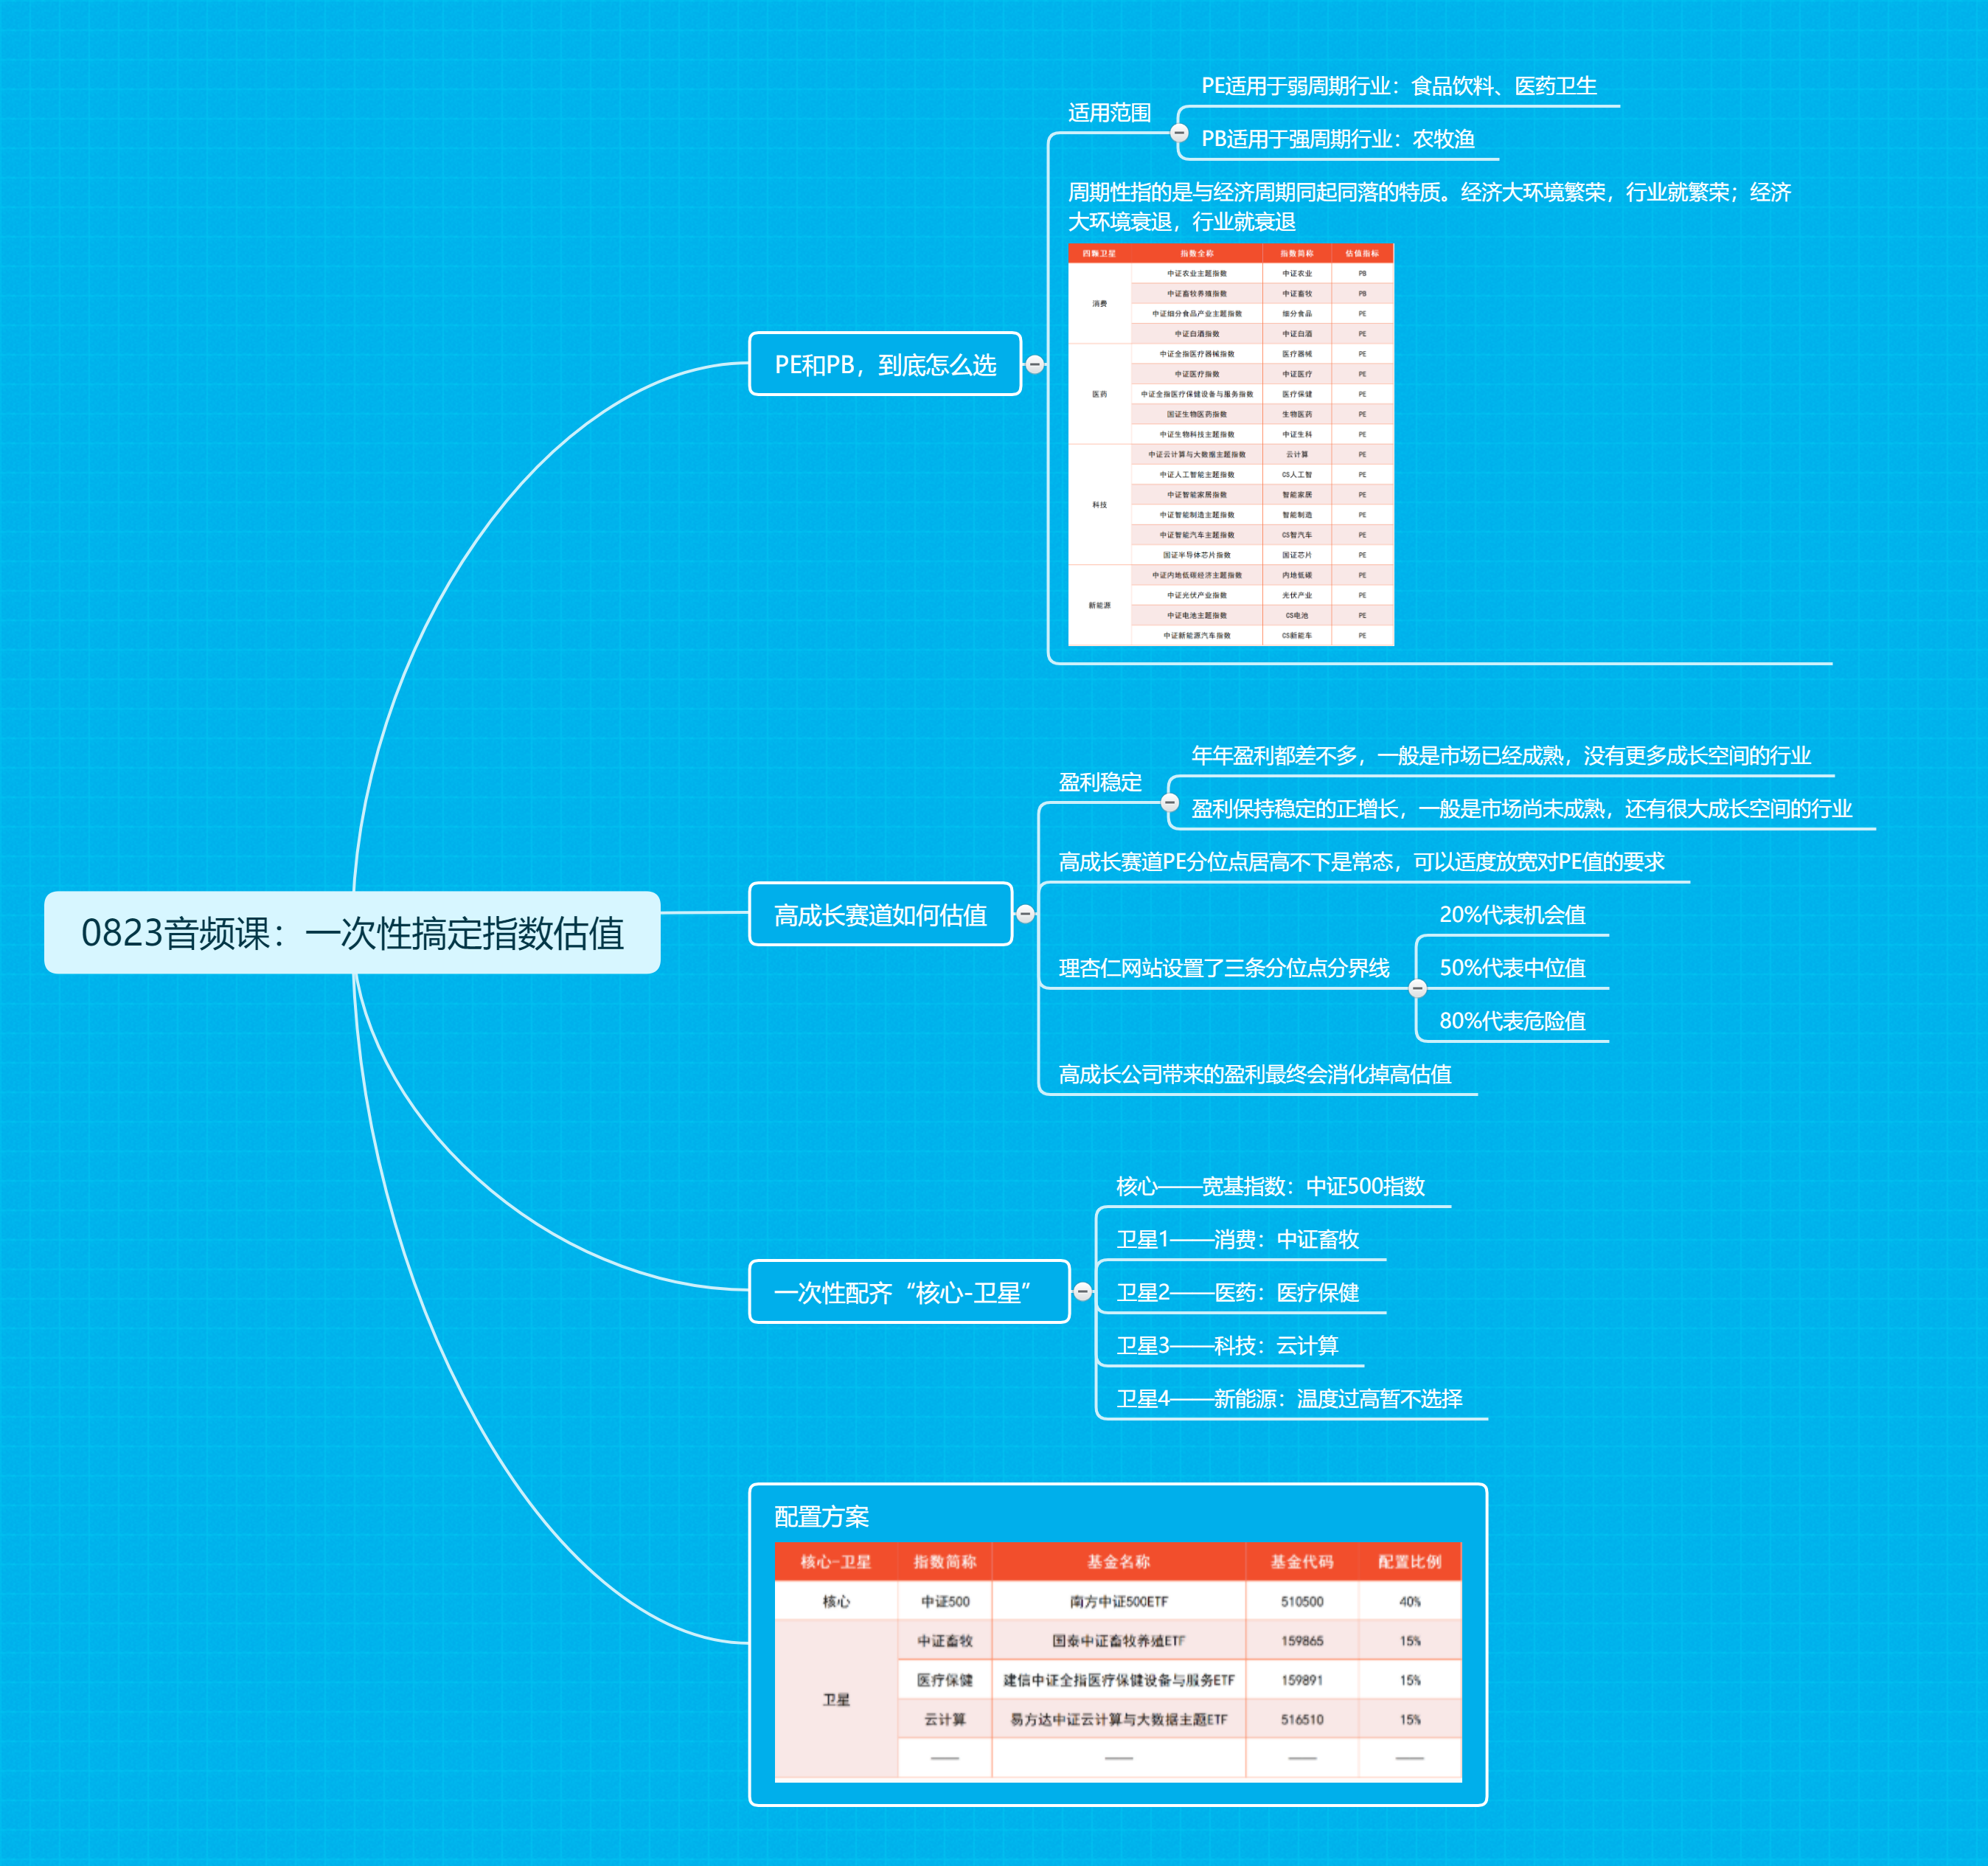 0823音频课：一次性搞定指数估值
PE和PB，到底怎么选
适用范围
PE适用于弱周期行业：食品饮料、医药卫生
PB适用于强周期行业：农牧渔
周期性指的是与经济周期同起同落的特质。经济大环境繁荣，行业就繁荣；经济
大环境衰退，行业就衰退
四颗卫星 指数全称 指数简称 估值指标
消费
中证农业主题指数 中证农业 PB
中证畜牧养殖指数 中证畜牧 PB
中证细分食品产业主题指数 细分食品 PE
中证白酒指数 中证白酒 PE
医药
中证全指医疗器械指数 医疗器械 PE
中证医疗指数 中证医疗 PE
中证全指医疗保健设备与服务指数 医疗保健 PE
国证生物医药指数 生物医药 PE
中证生物科技主题指数 中证生科 PE
科技
中证云计算与大数据主题指数 云计算 PE
中证人工智能主题指数 CS人工智 PE
中证智能家居指数 智能家居 PE
中证智能制造主题指数 智能制造 PE
中证智能汽车主题指数 CS智汽车 PE
国证半导体芯片指数 国证芯片 PE
新能源
中证内地低碳经济主题指数 内地低碳 PE
中证光伏产业指数 光伏产业 PE
中证电池主题指数 CS电池 PE
中证新能源汽车指数 CS新能车 PE
高成长赛道如何估值
盈利稳定
年年盈利都差不多，一般是市场已经成熟，没有更多成长空间的行业
盈利保持稳定的正增长，一般是市场尚未成熟，还有很大成长空间的行业
高成长赛道PE分位点居高不下是常态，可以适度放宽对PE值的要求
理杏仁网站设置了三条分位点分界线
20%代表机会值
50%代表中位值
80%代表危险值
高成长公司带来的盈利最终会消化掉高估值
一次性配齐“核心-卫星”
核心——宽基指数：中证500指数
卫星1——消费：中证畜牧
卫星2——医药：医疗保健
卫星3——科技：云计算
卫星4——新能源：温度过高暂不选择
配置方案
核心-卫星 指数简称 基金名称 基金代码 配置比例
核心 中证500 南方中证500ETF 510500 40%
卫星
中证畜牧 国泰中证畜牧养殖ETF 159865 15%
医疗保健 建信中证全指医疗保健设备与服务ETF 159891 15%
云计算 易方达中证云计算与大数据主题ETF 516510 15%
—— —— —— ——